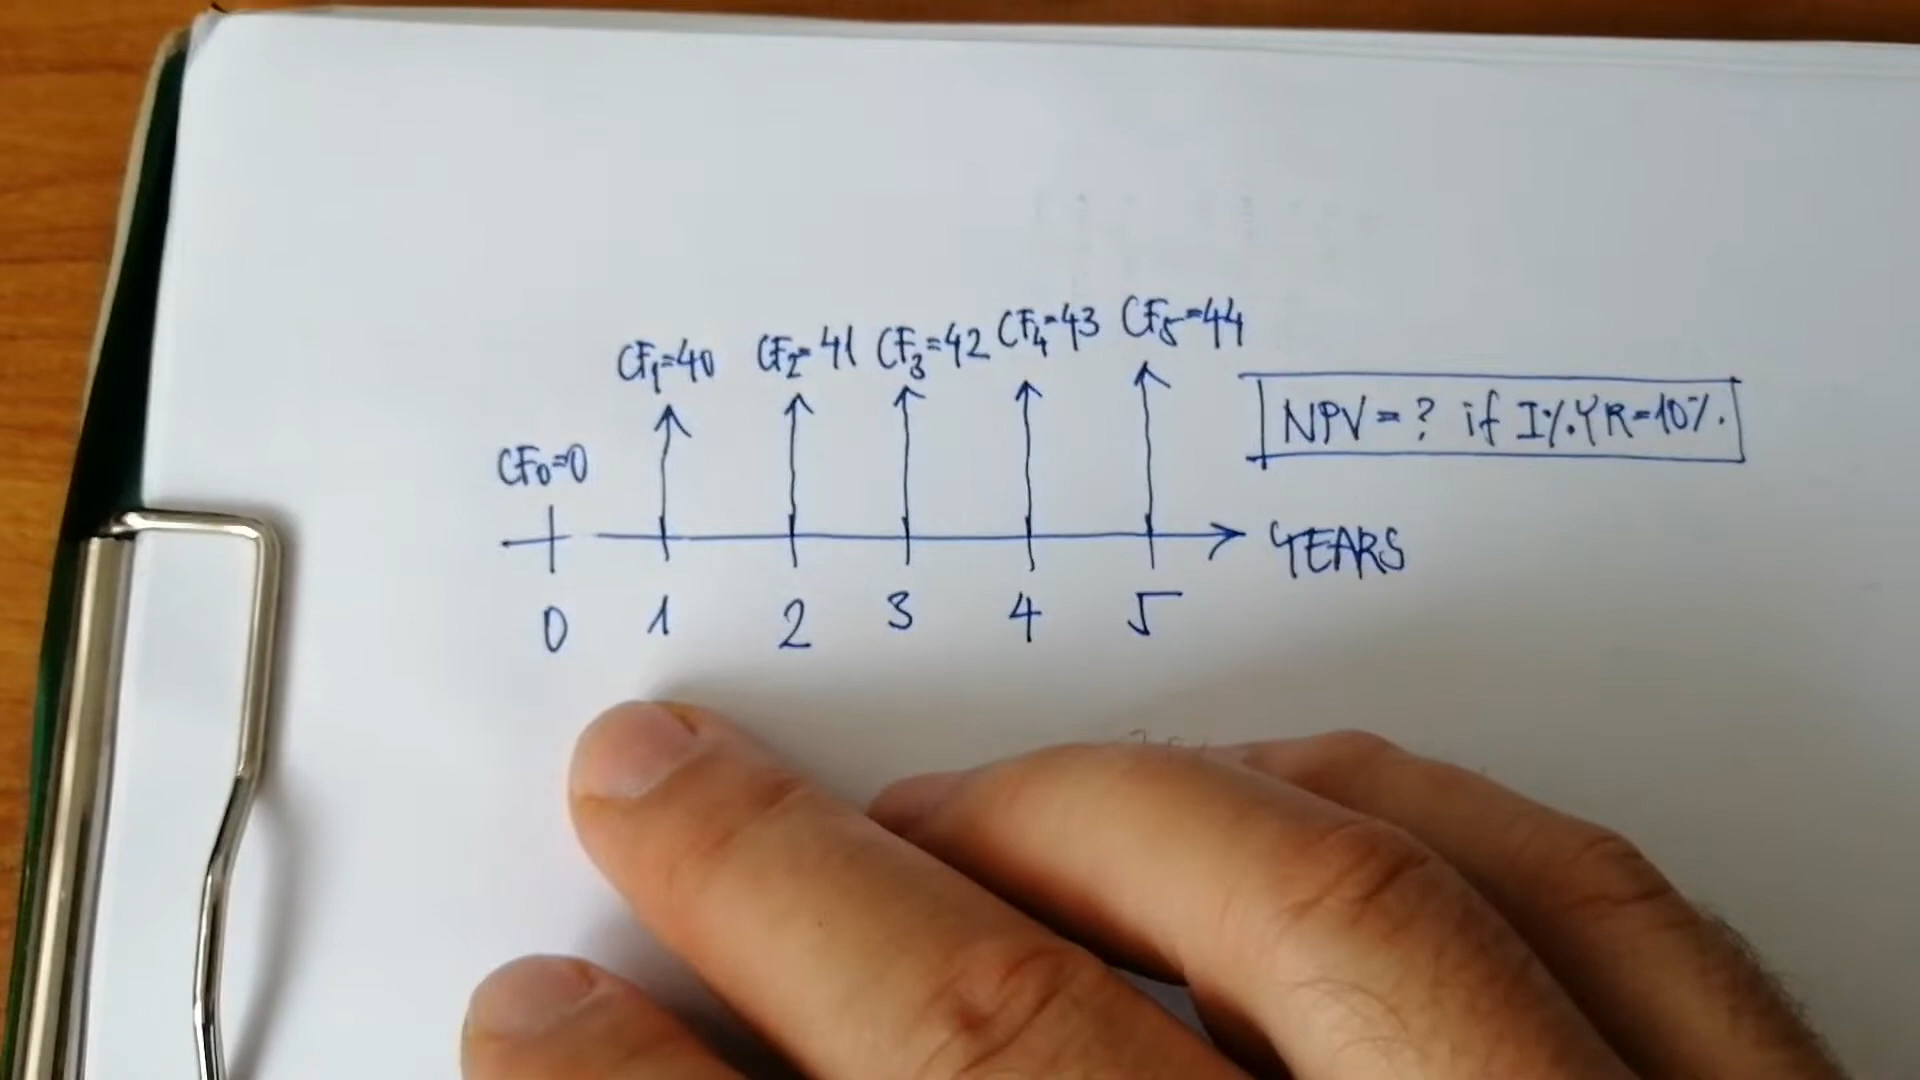 CF₁=40 CF₂=41 CF₃=42 CF₄=43 CF₅=44
NPV=? if I%YR=10%.
CF₀=0
YEARS
0 1 2 3 4 5